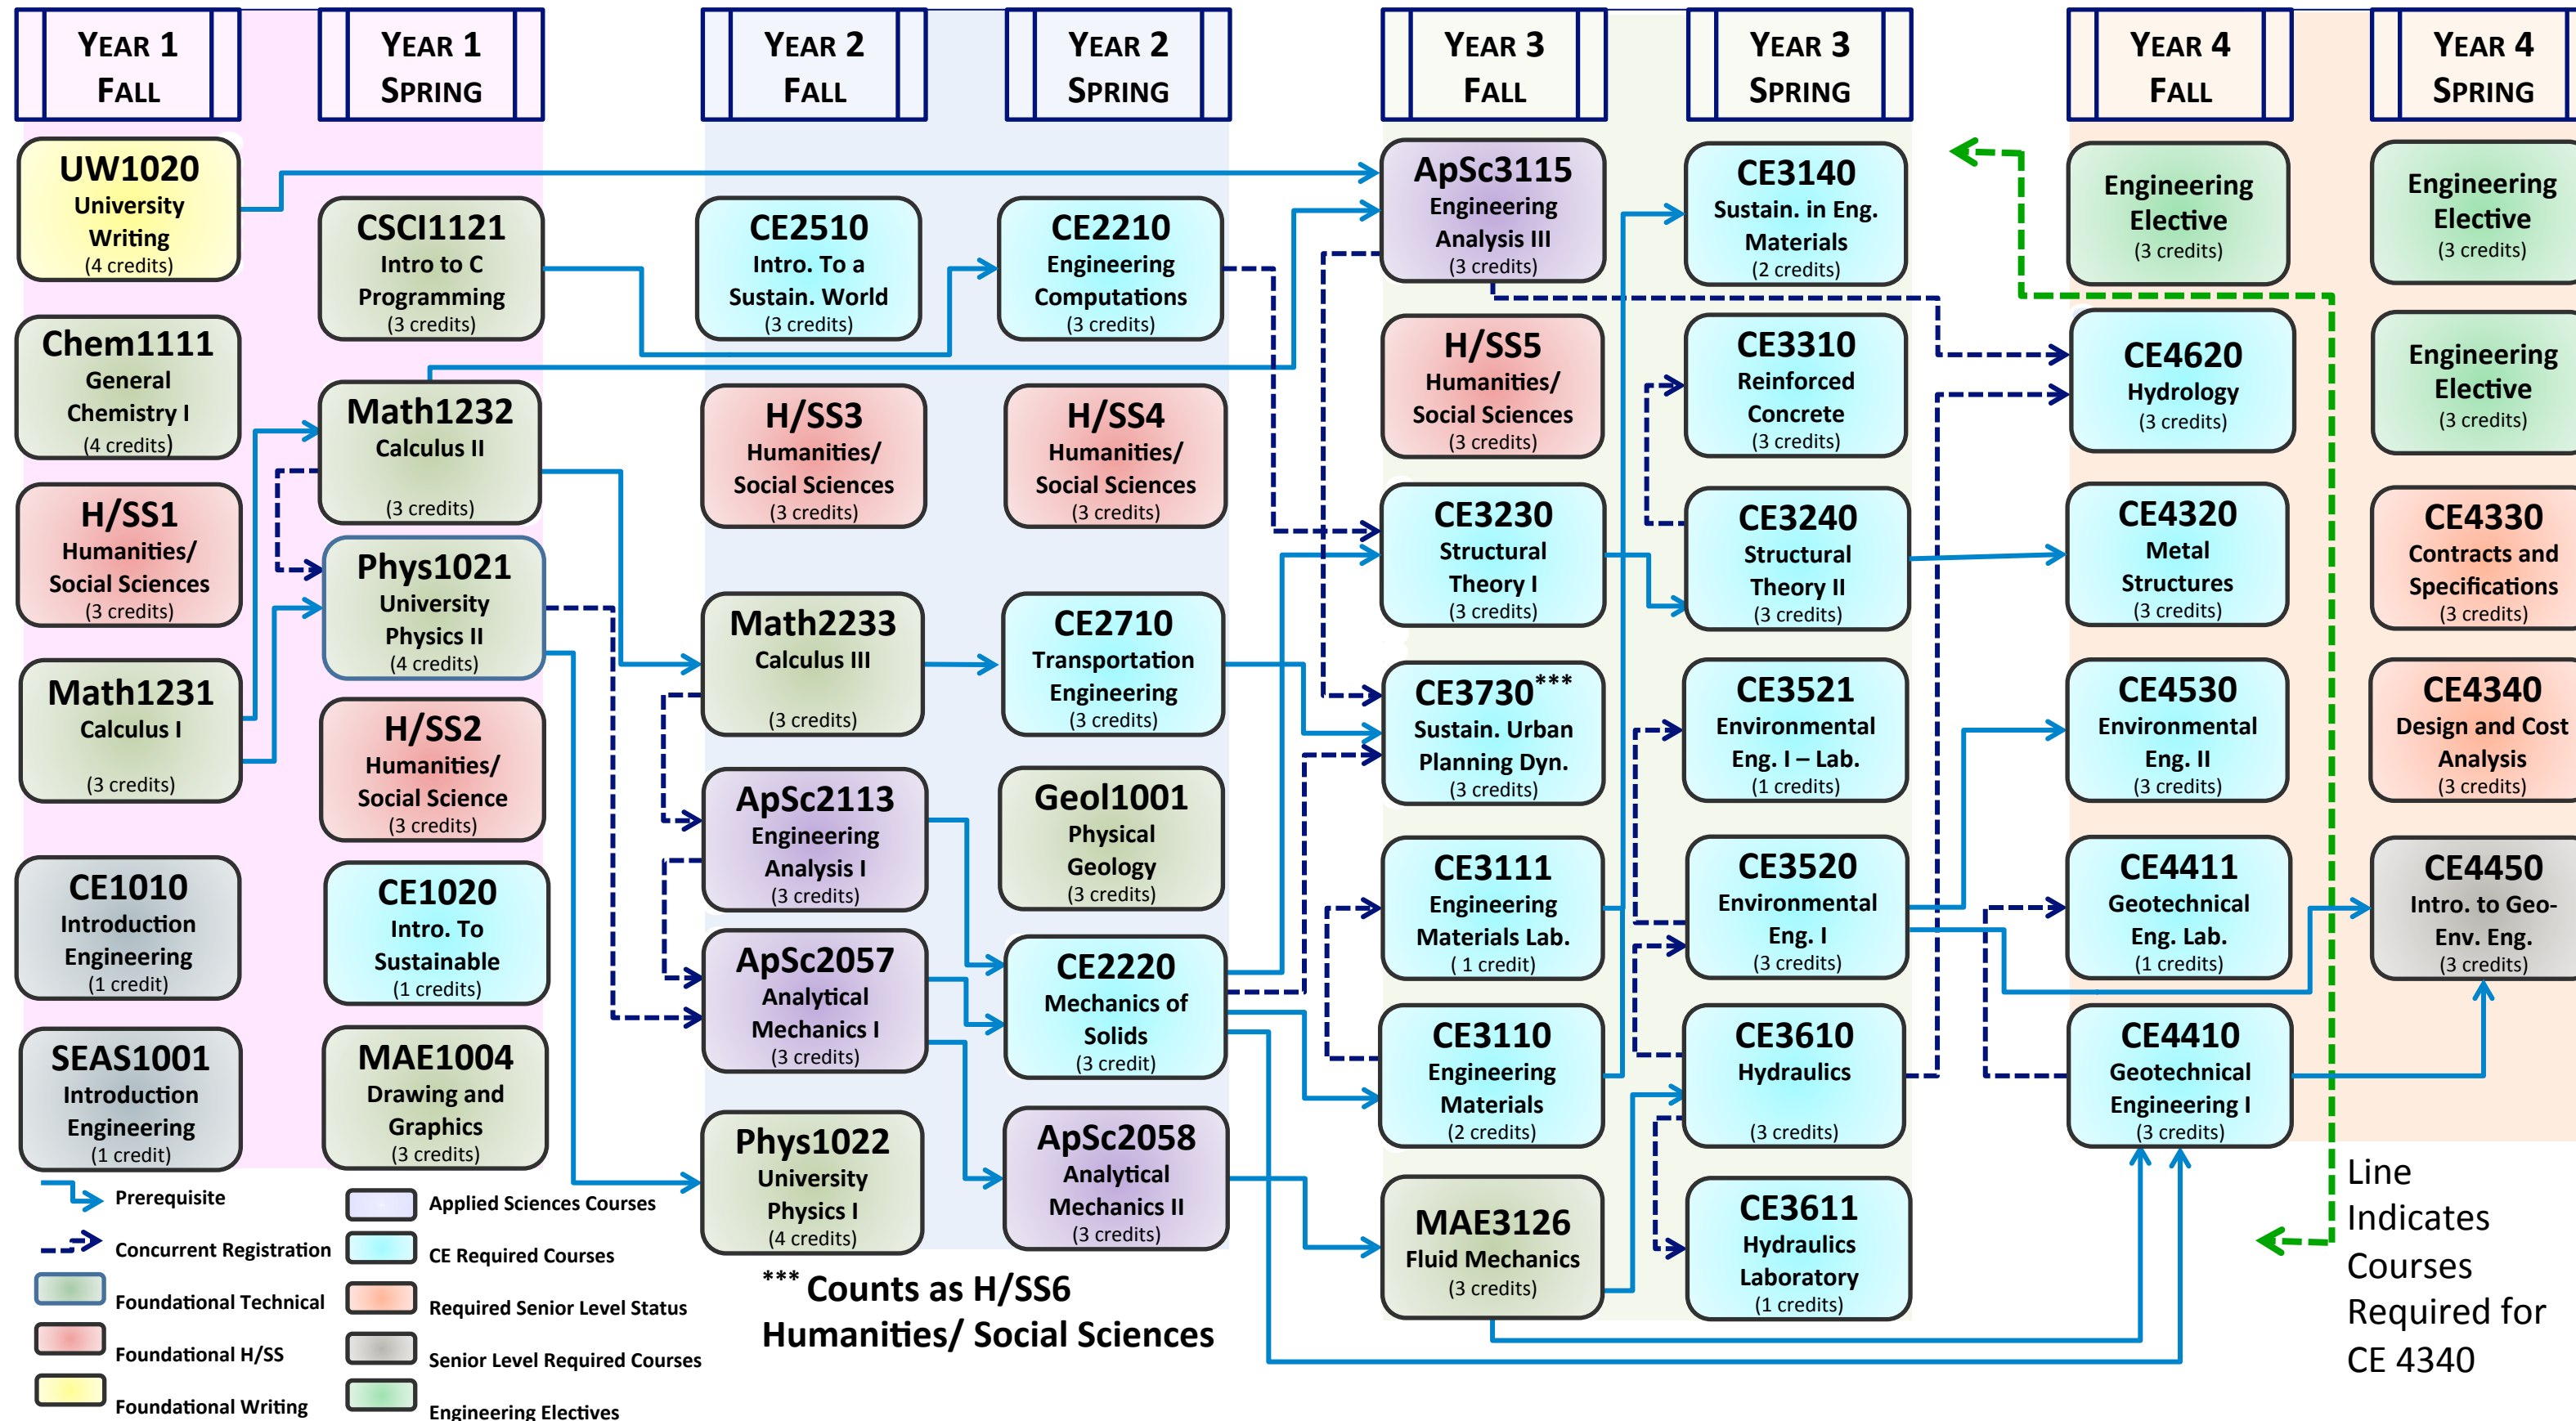 YEAR 1
FALL
YEAR 1
SPRING
YEAR 2
FALL
YEAR 2
SPRING
YEAR 3
FALL
YEAR 3
SPRING
YEAR 4
FALL
YEAR 4
SPRING
UW1020
University
Writing
(4 credits)
Chem1111
General
Chemistry I
(4 credits)
H/SS1
Humanities/
Social Sciences
(3 credits)
Math1231
Calculus I
(3 credits)
CE1010
Introduction
Engineering
(1 credit)
SEAS1001
Introduction
Engineering
(1 credit)
CSCI1121
Intro to C
Programming
(3 credits)
Math1232
Calculus II
(3 credits)
Phys1021
University
Physics II
(4 credits)
H/SS2
Humanities/
Social Science
(3 credits)
CE1020
Intro. To
Sustainable
(1 credits)
MAE1004
Drawing and
Graphics
(3 credits)
CE2510
Intro. To a
Sustain. World
(3 credits)
H/SS3
Humanities/
Social Sciences
(3 credits)
Math2233
Calculus III
(3 credits)
ApSc2113
Engineering
Analysis I
(3 credits)
ApSc2057
Analytical
Mechanics I
(3 credits)
Phys1022
University
Physics I
(4 credits)
CE2210
Engineering
Computations
(3 credits)
H/SS4
Humanities/
Social Sciences
(3 credits)
CE2710
Transportation
Engineering
(3 credits)
Geol1001
Physical
Geology
(3 credits)
CE2220
Mechanics of
Solids
(3 credit)
ApSc2058
Analytical
Mechanics II
(3 credits)
ApSc3115
Engineering
Analysis III
(3 credits)
H/SS5
Humanities/
Social Sciences
(3 credits)
CE3230
Structural
Theory I
(3 credits)
CE3730***
Sustain. Urban
Planning Dyn.
(3 credits)
CE3111
Engineering
Materials Lab.
( 1 credit)
CE3110
Engineering
Materials
(2 credits)
MAE3126
Fluid Mechanics
(3 credits)
CE3140
Sustain. in Eng.
Materials
(2 credits)
CE3310
Reinforced
Concrete
(3 credits)
CE3240
Structural
Theory II
(3 credits)
CE3521
Environmental
Eng. I – Lab.
(1 credits)
CE3520
Environmental
Eng. I
(3 credits)
CE3610
Hydraulics
(3 credits)
CE3611
Hydraulics
Laboratory
(1 credits)
Engineering
Elective
(3 credits)
CE4620
Hydrology
(3 credits)
CE4320
Metal
Structures
(3 credits)
CE4530
Environmental
Eng. II
(3 credits)
CE4411
Geotechnical
Eng. Lab.
(1 credits)
CE4410
Geotechnical
Engineering I
(3 credits)
Engineering
Elective
(3 credits)
Engineering
Elective
(3 credits)
CE4330
Contracts and
Specifications
(3 credits)
CE4340
Design and Cost
Analysis
(3 credits)
CE4450
Intro. to Geo-
Env. Eng.
(3 credits)
Prerequisite
Concurrent Registration
Foundational Technical
Foundational H/SS
Foundational Writing
Applied Sciences Courses
CE Required Courses
Required Senior Level Status
Senior Level Required Courses
Engineering Electives
*** Counts as H/SS6
Humanities/ Social Sciences
Line
Indicates
Courses
Required for
CE 4340